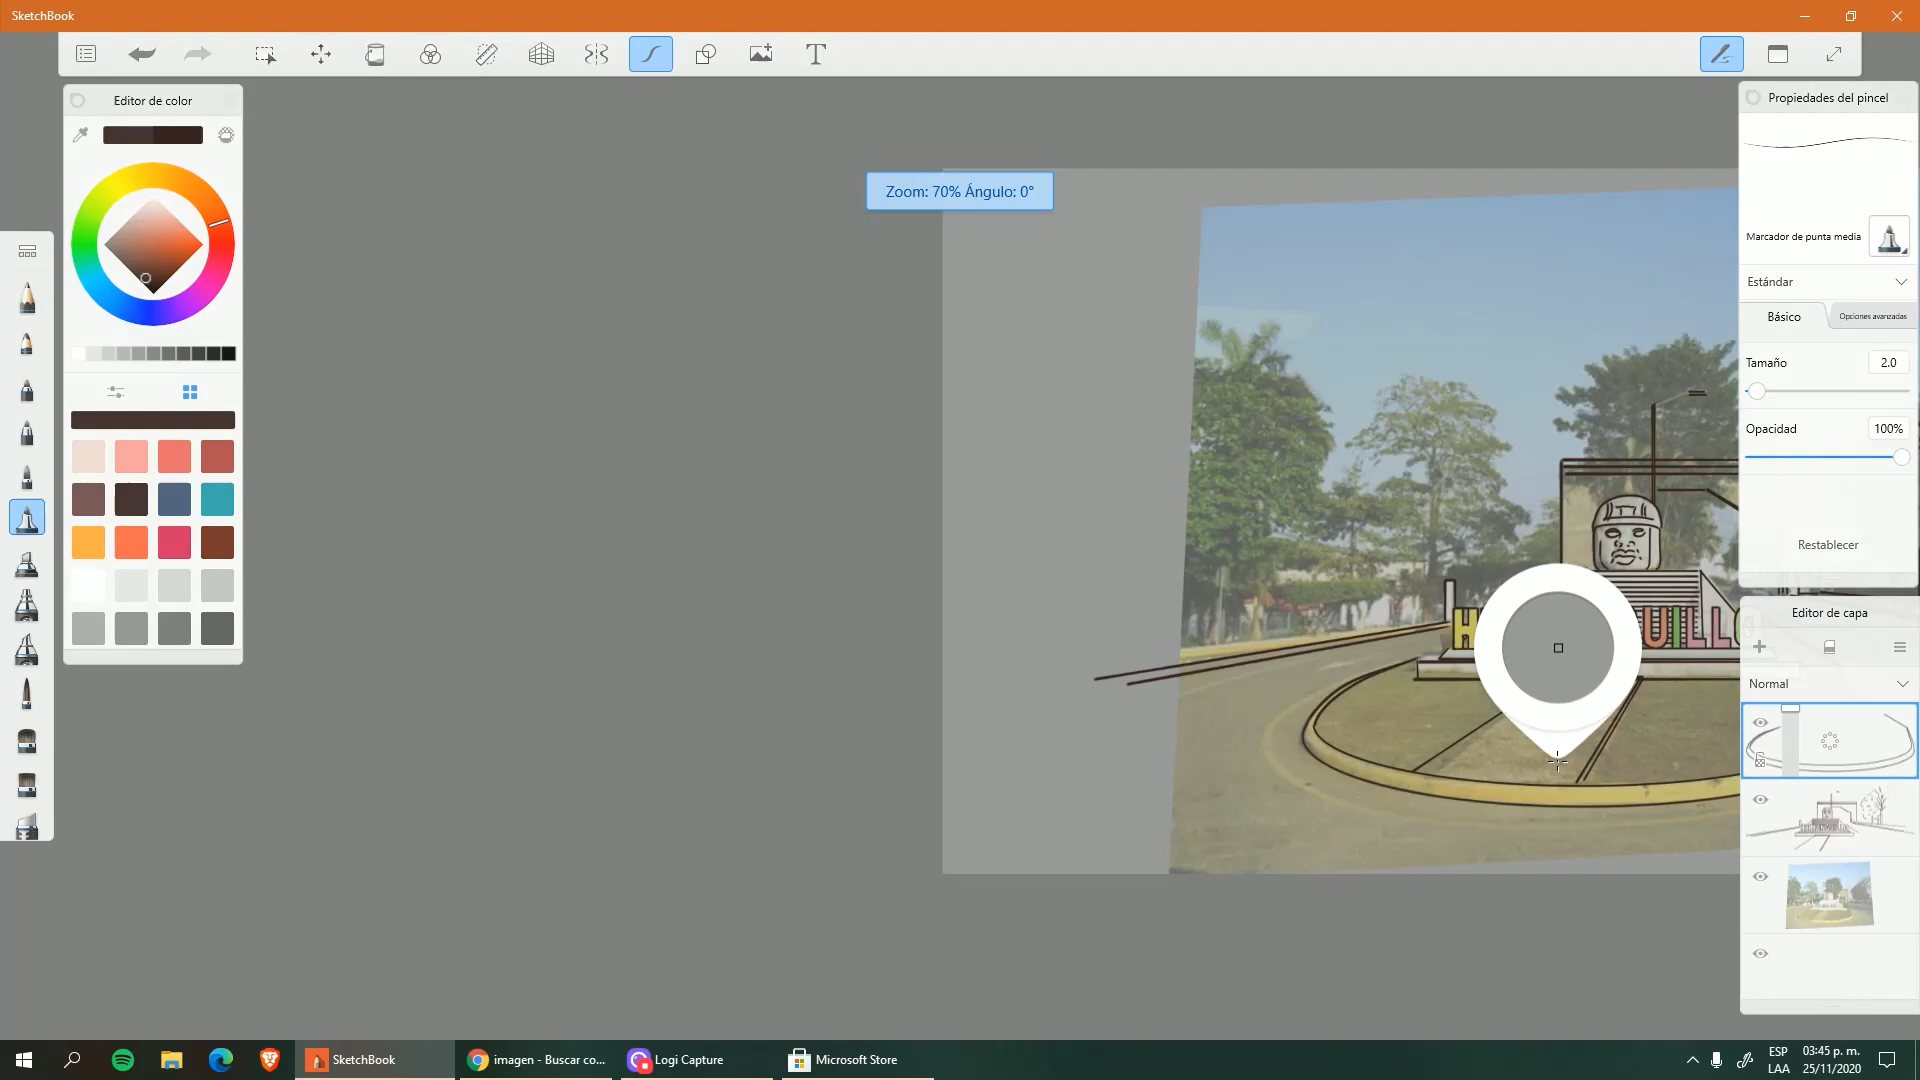 SketchBook
Editor de color
Zoom: 70% Ángulo: 0°
Propiedades del pincel
Marcador de punta media
Estándar
Básico
Opciones avanzadas
Tamaño
2.0
Opacidad
100%
Restablecer
UILLO
Editor de capa
Normal
SketchBook
imagen - Buscar co...
Logi Capture
Microsoft Store
ESP
LAA
03:45 p. m.
25/11/2020